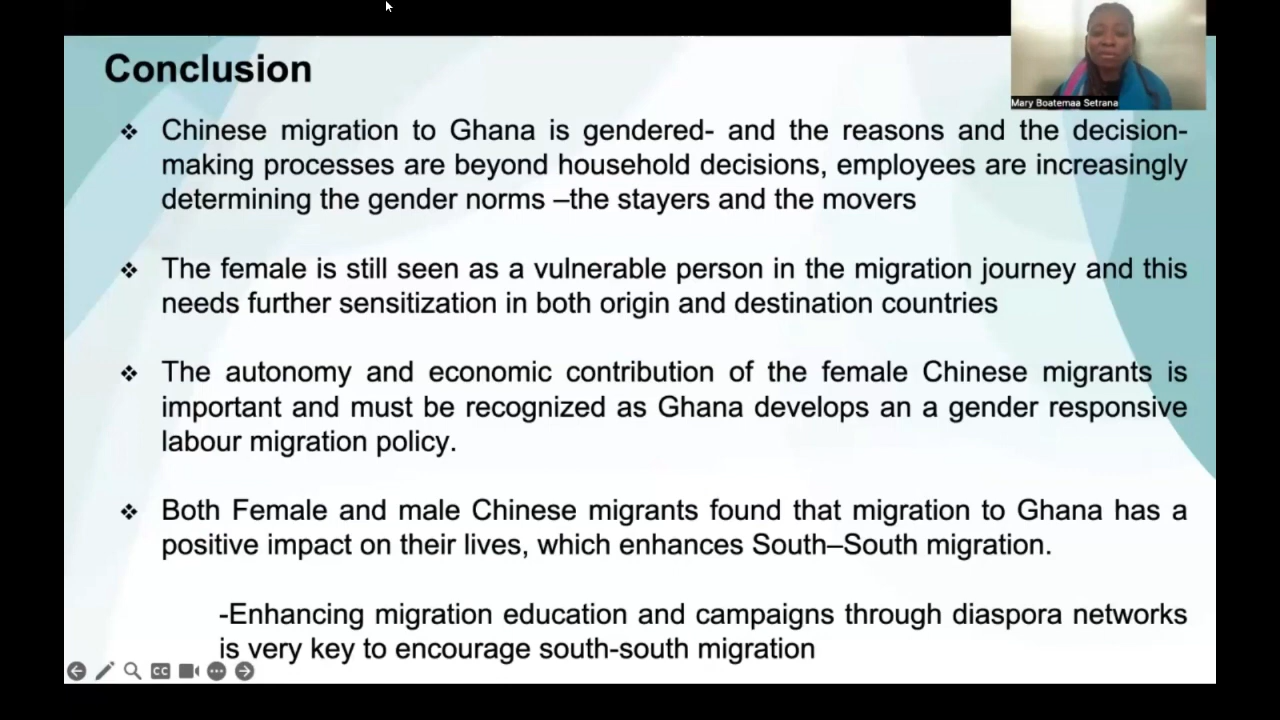 Conclusion
Mary Boatemaa Setrana
❖ Chinese migration to Ghana is gendered- and the reasons and the decision-
making processes are beyond household decisions, employees are increasingly
determining the gender norms –the stayers and the movers
❖ The female is still seen as a vulnerable person in the migration journey and this
needs further sensitization in both origin and destination countries
❖ The autonomy and economic contribution of the female Chinese migrants is
important and must be recognized as Ghana develops an a gender responsive
labour migration policy.
❖ Both Female and male Chinese migrants found that migration to Ghana has a
positive impact on their lives, which enhances South–South migration.
-Enhancing migration education and campaigns through diaspora networks
is very key to encourage south-south migration
CC